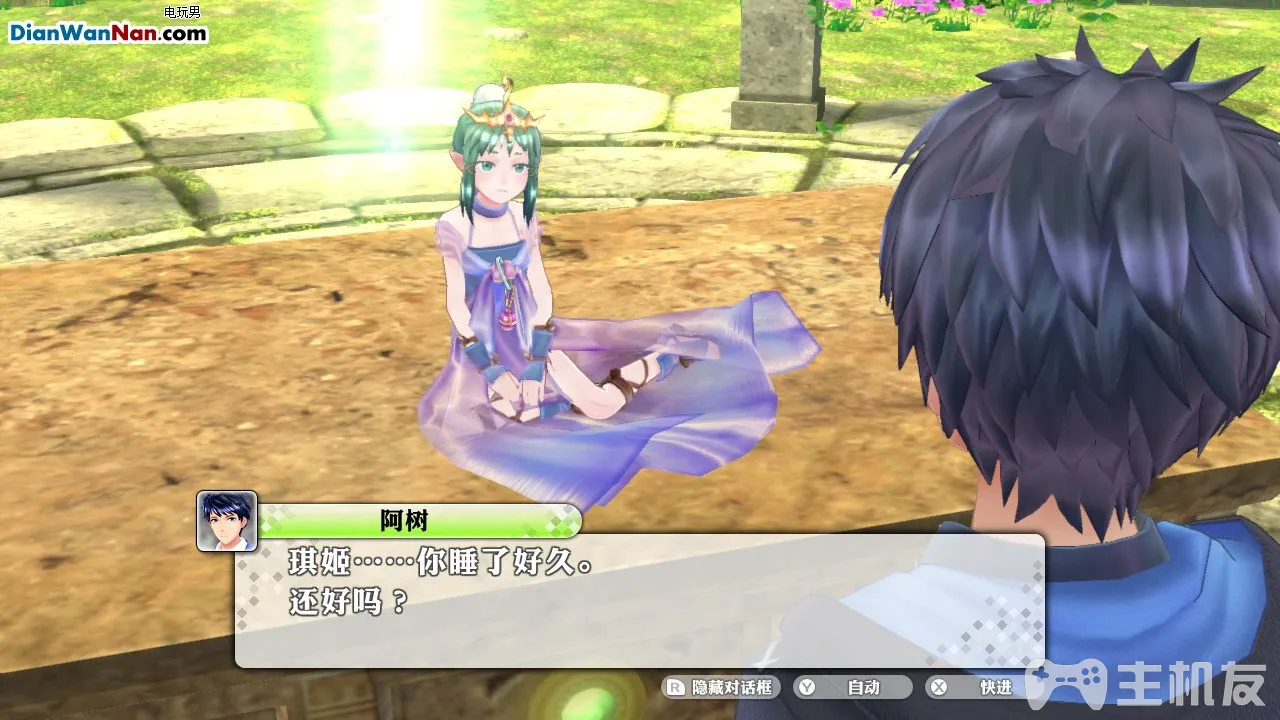 电玩男
DianWanNan.com
阿树
琪姬……你睡了好久。
还好吗？
R 隐藏对话框 Y 自动 X 快进
主机友